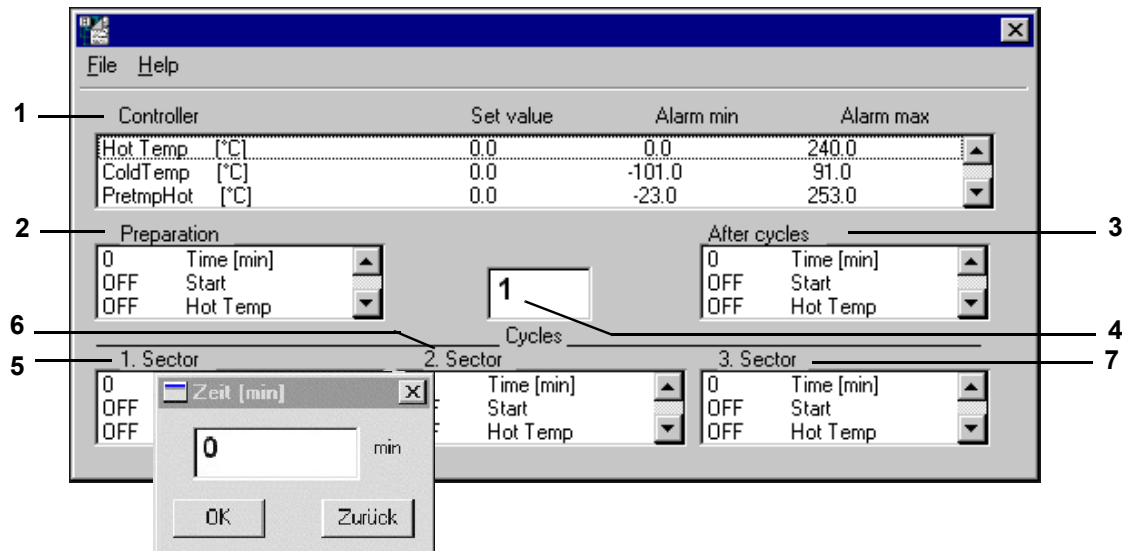 File Help
1 Controller Set value Alarm min Alarm max
Hot Temp [°C] 0.0 0.0 240.0
ColdTemp [°C] 0.0 -101.0 91.0
PretmpHot [°C] 0.0 -23.0 253.0
2 Preparation After cycles 3
0 Time [min] 0 Time [min]
OFF Start OFF Start
OFF Hot Temp 1 OFF Hot Temp
6 Cycles 4
5 1. Sector 2. Sector 3. Sector 7
0 Zeit [min] Time [min] 0 Time [min]
OFF Start OFF Start
OFF 0 min Hot Temp OFF Hot Temp
OK Zurück